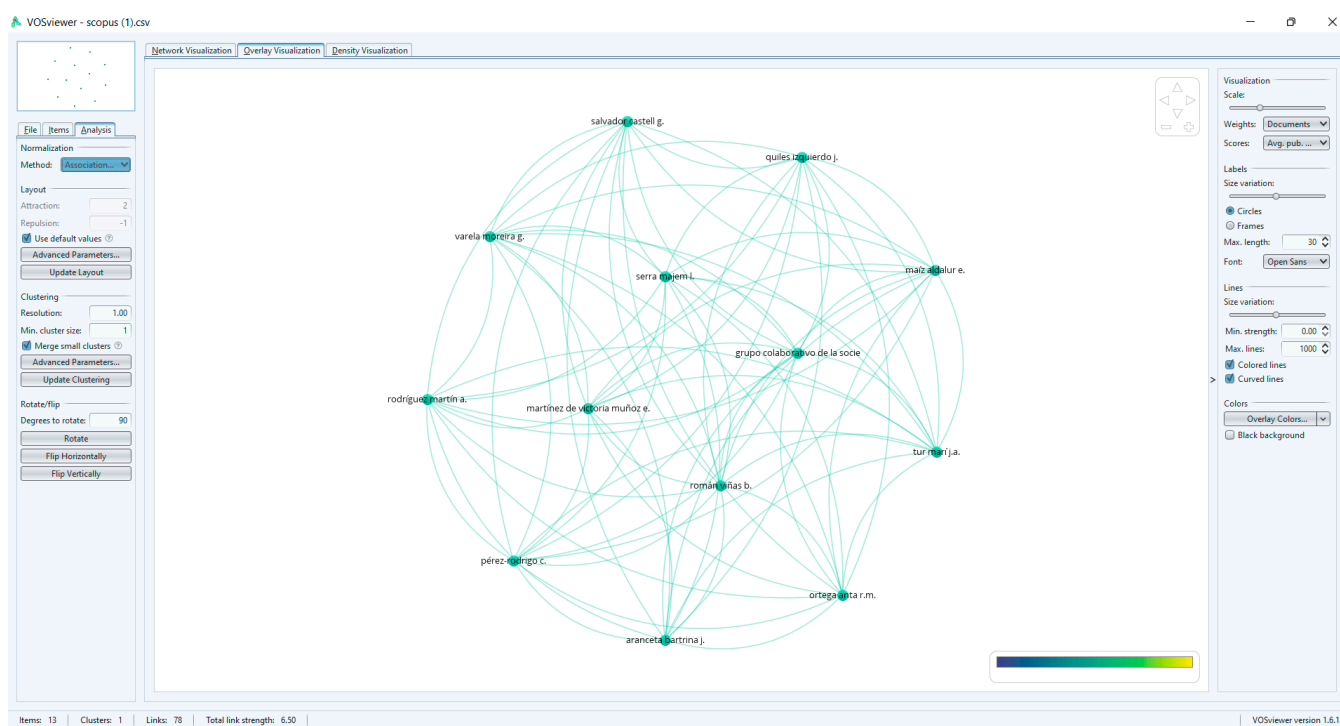 VOSviewer - scopus (1).csv
Network Visualization
Overlay Visualization
Density Visualization
File
Items
Analysis
Normalization
Method:
Association...
Layout
Attraction:
2
Repulsion:
-1
Use default values
Advanced Parameters...
Update Layout
Clustering
Resolution:
1.00
Min. cluster size:
1
Merge small clusters
Advanced Parameters...
Update Clustering
Rotate/flip
Degrees to rotate:
90
Rotate
Flip Horizontally
Flip Vertically
salvador castell g.
quiles izquierdo j.
varela moreira g.
serra majem l.
maíz aldalur e.
grupo colaborativo de la socie
rodríguez martín a.
martínez de victoria muñoz e.
tur marí j.a.
román viñas b.
pérez-rodrigo c.
ortega anta r.m.
aranceta bartrina j.
Visualization
Scale:
Weights:
Documents
Scores:
Avg. pub. ...
Labels
Size variation:
Circles
Frames
Max. length:
30
Font:
Open Sans
Lines
Size variation:
Min. strength:
0.00
Max. lines:
1000
Colored lines
Curved lines
>
Colors
Overlay Colors...
Black background
Items: 13
Clusters: 1
Links: 78
Total link strength: 6.50
VOSviewer version 1.6.1